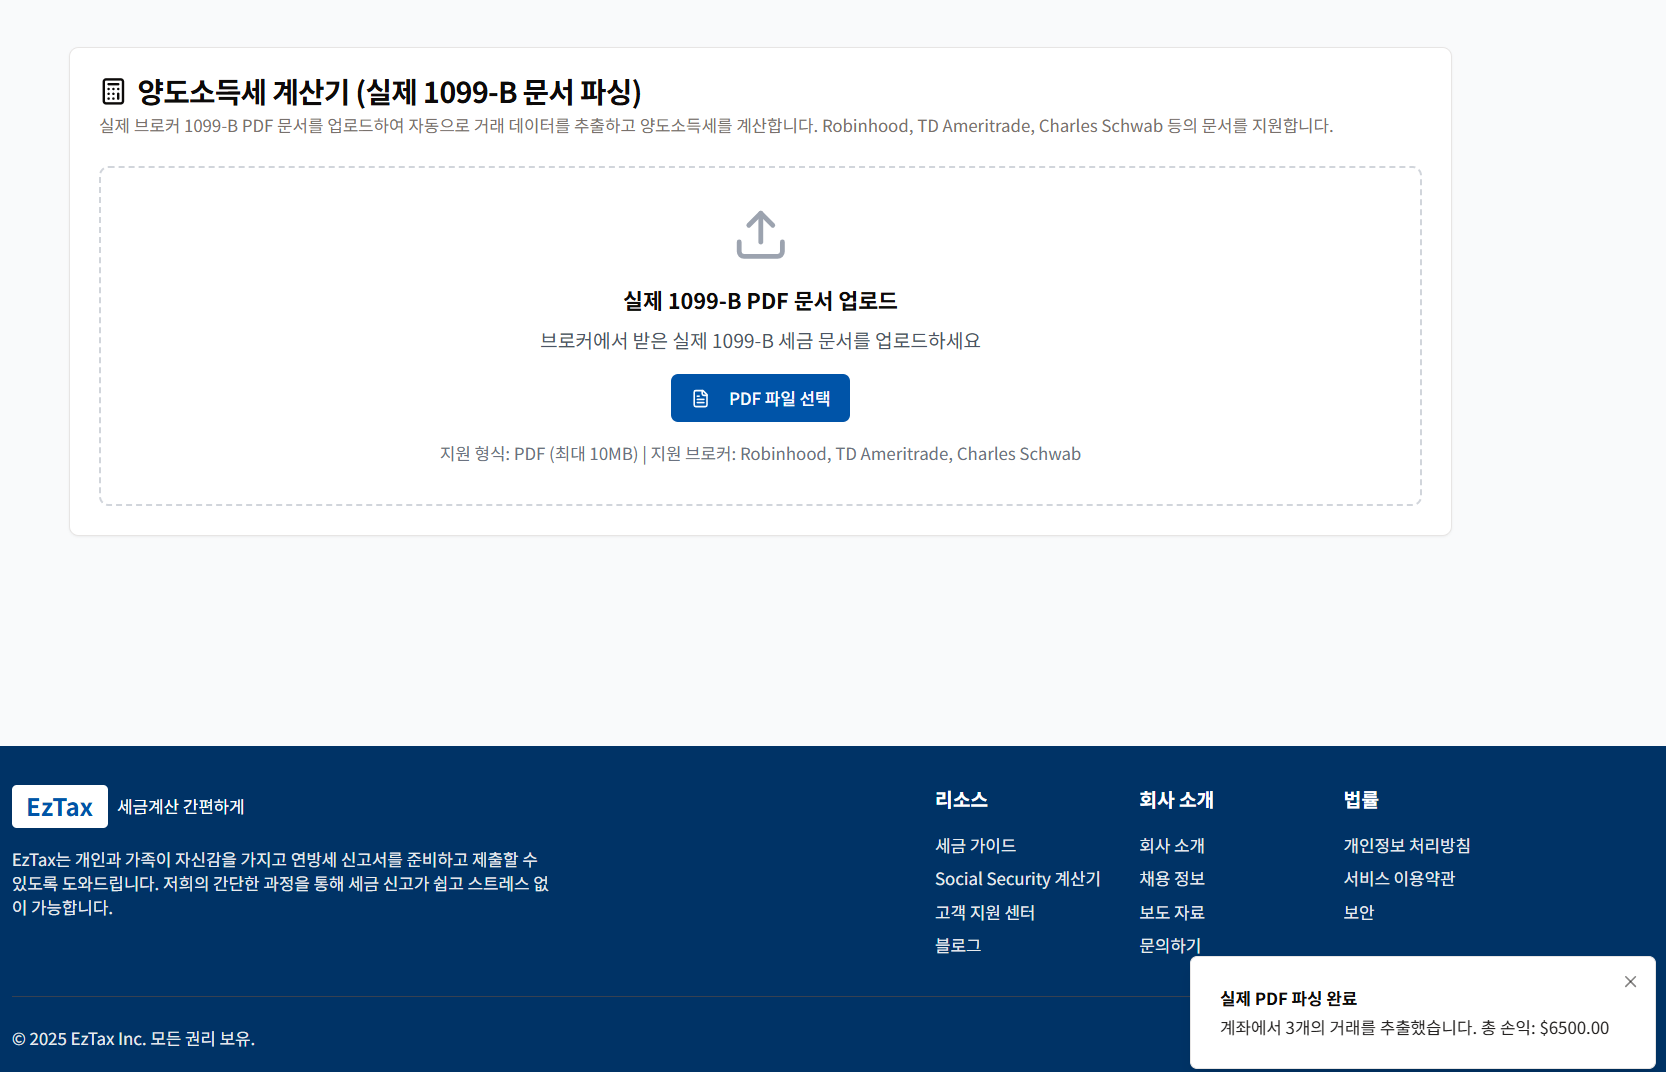 양도소득세 계산기 (실제 1099-B 문서 파싱)
실제 브로커 1099-B PDF 문서를 업로드하여 자동으로 거래 데이터를 추출하고 양도소득세를 계산합니다. Robinhood, TD Ameritrade, Charles Schwab 등의 문서를 지원합니다.
실제 1099-B PDF 문서 업로드
브로커에서 받은 실제 1099-B 세금 문서를 업로드하세요
PDF 파일 선택
지원 형식: PDF (최대 10MB) | 지원 브로커: Robinhood, TD Ameritrade, Charles Schwab
EzTax 세금계산 간편하게
EzTax는 개인과 가족이 자신감을 가지고 연방세 신고서를 준비하고 제출할 수
있도록 도와드립니다. 저희의 간단한 과정을 통해 세금 신고가 쉽고 스트레스 없
이 가능합니다.
리소스
세금 가이드
Social Security 계산기
고객 지원 센터
블로그
회사 소개
회사 소개
채용 정보
보도 자료
문의하기
법률
개인정보 처리방침
서비스 이용약관
보안
© 2025 EzTax Inc. 모든 권리 보유.
실제 PDF 파싱 완료
계좌에서 3개의 거래를 추출했습니다. 총 손익: $6500.00